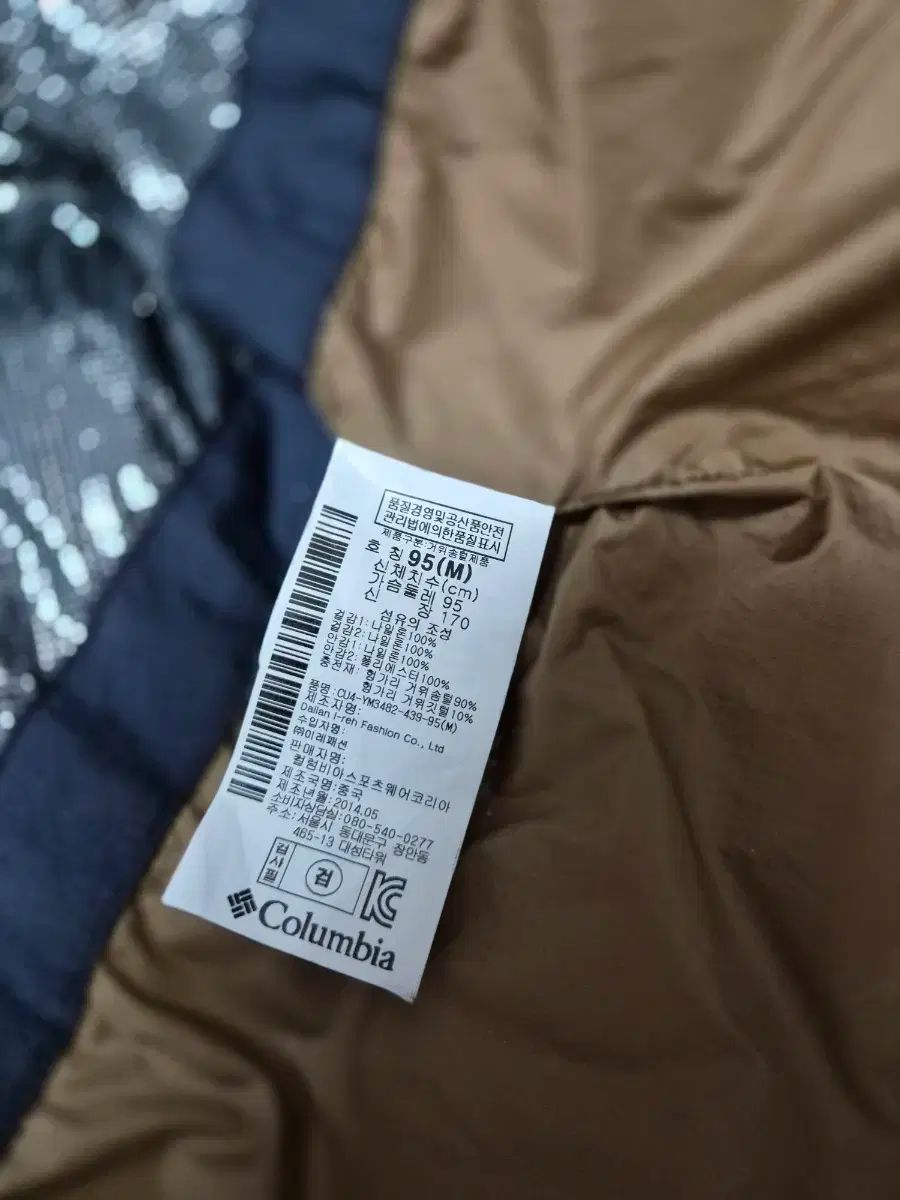 품질경영및공산품안전
관리법에의한품질표시
제품구분:거위솜털제품
호 칭 95(M)
신체치수(cm)
가슴둘레 95
신 장 170
섬유의 조성
겉감1: 나일론100%
겉감2: 나일론100%
안감1: 나일론100%
안감2: 폴리에스터100%
충전재: 헝가리 거위솜털90%
헝가리 거위깃털10%
품명: CU4-YM3482-439-95(M)
제조자명:
Dalian I-reh Fashion Co., Ltd
수입자명:
㈜이레패션
판매자명:
컬럼비아스포츠웨어코리아
제조국명:중국
제조년월:2014.05
소비자상담실:080-540-0277
주소: 서울시 동대문구 장안동
465-13 대성타워
검사필
검
Columbia